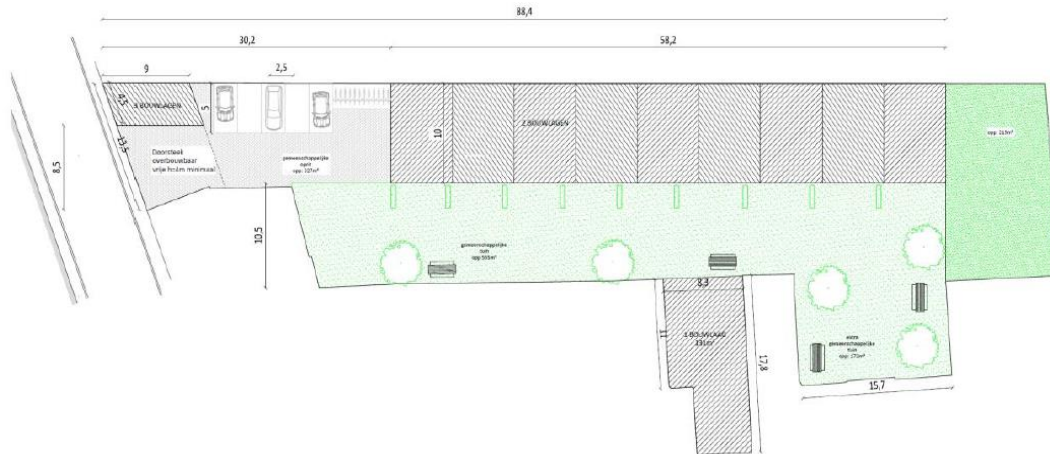 88,4
30,2
58,2
9
2,5
4,5
3 BOUWLAGEN
5
13,5
8,5
Doorsteek
overbouwbaar
vrije hoogte minimaal
gemeenschappelijke
opp:
10
2 BOUWLAGEN
10,5
gemeenschappelijke
tuin
8,3
1 BOUWLAAG
11
17,8
extra
gemeenschappelijke
tuin
15,7